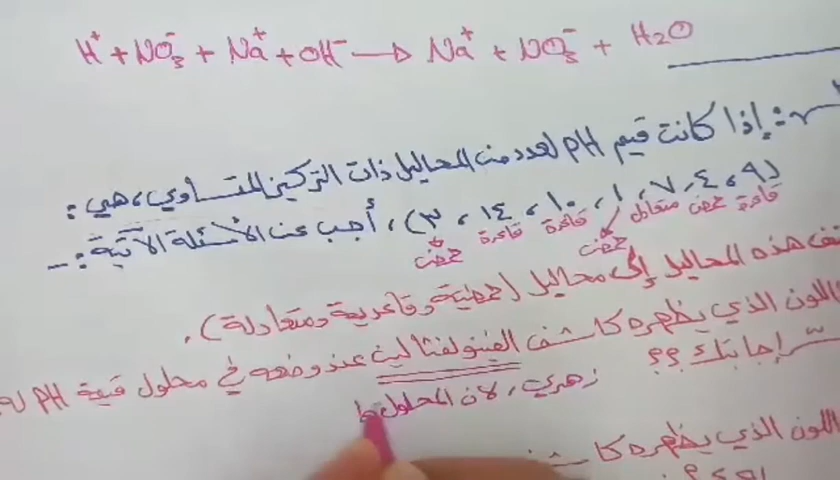 H⁺ + NO₃⁻ + Na⁺ + OH⁻ → Na⁺ + NO₃⁻ + H₂O
: إذا كانت قيم pH لعدد من المحاليل ذات التركيز المتساوي، هي :
(٩، ٤، ٧، ١، ١٠، ١٤، ٣)، أجب عن الأسئلة الآتية :-
قاعدة حمض متعادل حمض قاعدة قاعدة حمض
هذه المحاليل إلى محاليل (حمضية وقاعدية ومتعادلة).
اللون الذي يظهره كاشف الفينولفثالين عند وضعه في محلول قيمة pH
إجابتك ؟؟ زهري، لان المحلول
اللون الذي يظهره كاشف